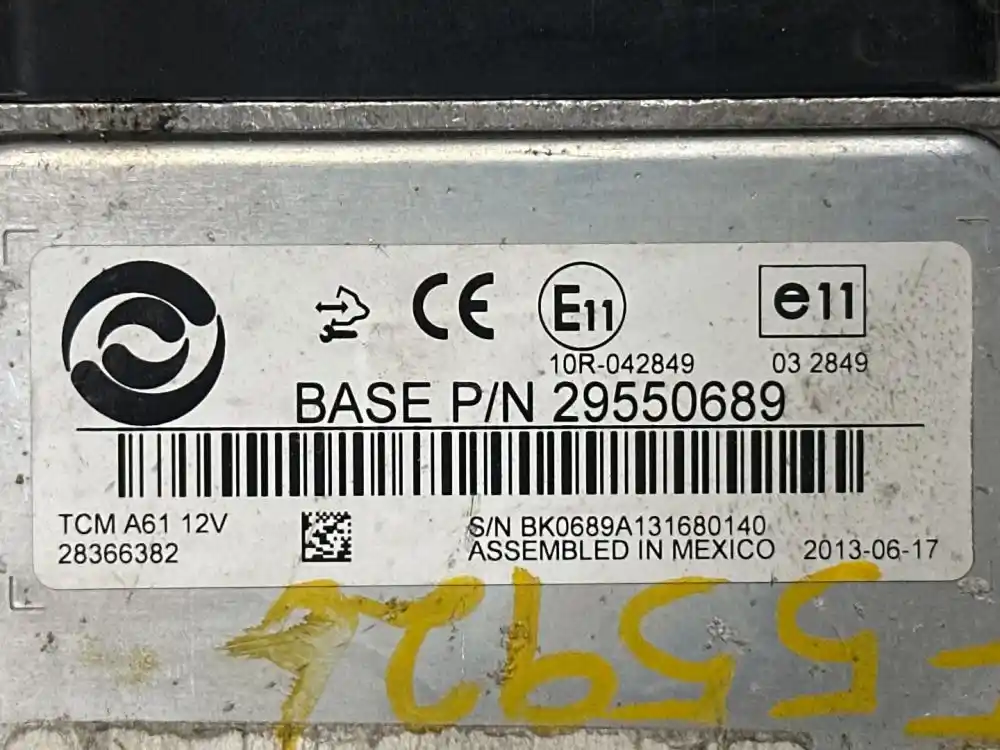 CE E11 e11
10R-042849 03 2849
BASE P/N 29550689
TCM A61 12V
28366382
S/N BK0689A131680140
ASSEMBLED IN MEXICO 2013-06-17